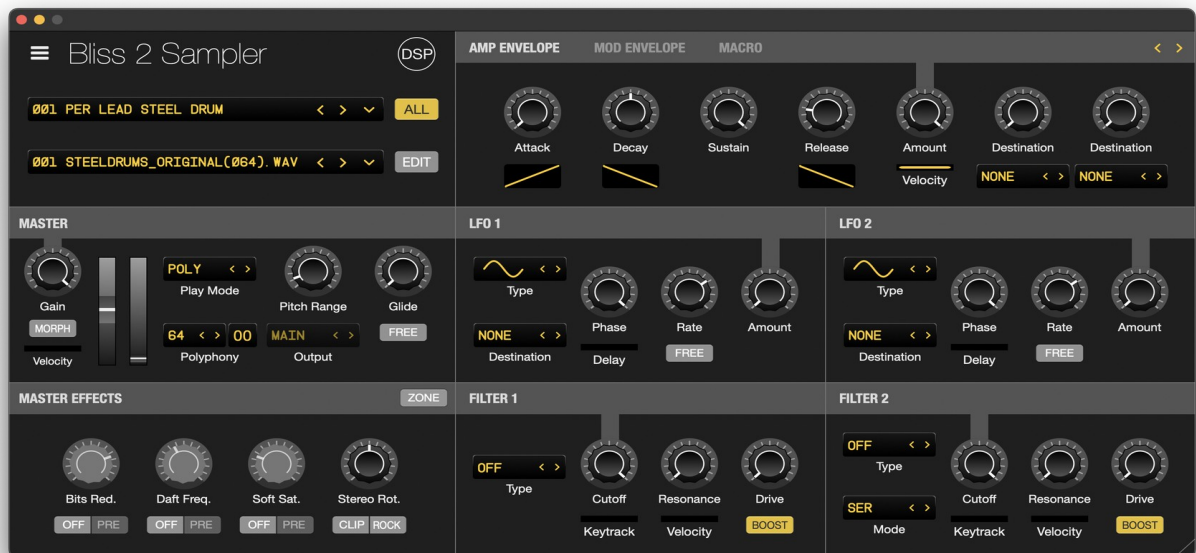 Bliss 2 Sampler
DSP
001 PER LEAD STEEL DRUM
ALL
001 STEELDRUMS_ORIGINAL(064).WAV
EDIT
AMP ENVELOPE MOD ENVELOPE MACRO
Attack Decay Sustain Release Amount Destination Destination
Velocity NONE NONE
MASTER
Gain
MORPH
Velocity
POLY
Play Mode
64 00
Polyphony
Pitch Range
MAIN
Output
Glide
FREE
LFO 1
Type
NONE
Destination
Phase
Delay
Rate
FREE
Amount
LFO 2
Type
NONE
Destination
Phase
Delay
Rate
FREE
Amount
MASTER EFFECTS
ZONE
Bits Red. Daft Freq. Soft Sat. Stereo Rot.
OFF PRE OFF PRE OFF PRE CLIP ROCK
FILTER 1
OFF
Type
Cutoff Resonance Drive
Keytrack Velocity BOOST
FILTER 2
OFF
Type
SER
Mode
Cutoff Resonance Drive
Keytrack Velocity BOOST